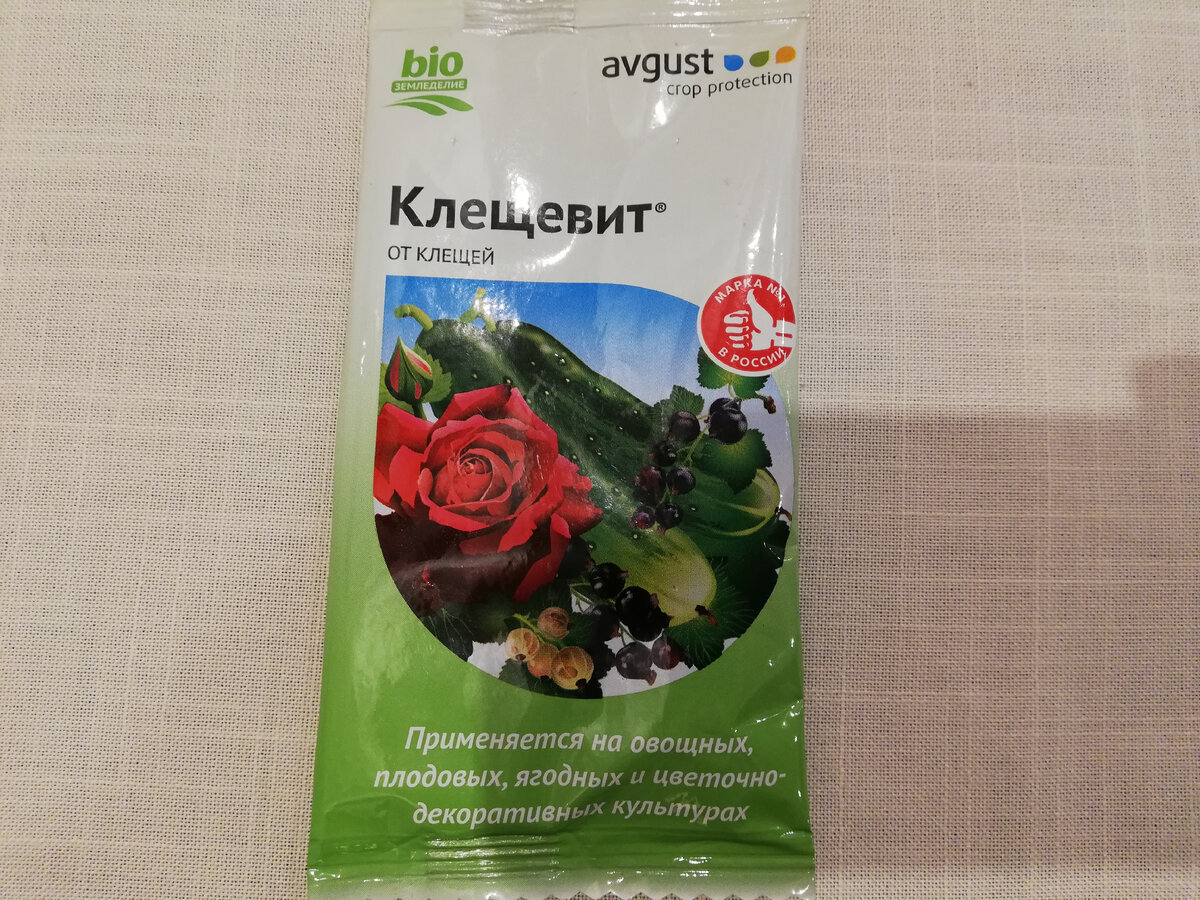 bio
ЗЕМЛЕДЕЛИЕ
avgust
crop protection
Клещевит®
ОТ КЛЕЩЕЙ
МАРКА №1
В РОССИИ
Применяется на овощных,
плодовых, ягодных и цветочно-
декоративных культурах